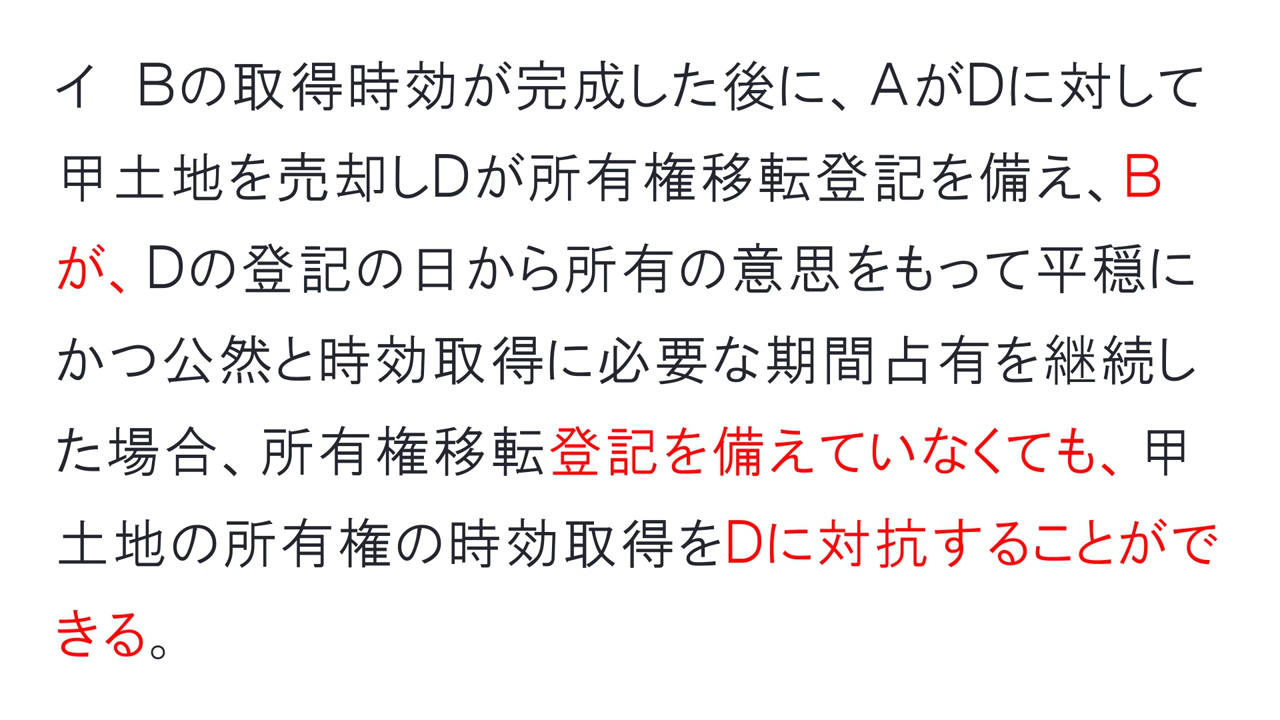 イ　Bの取得時効が完成した後に、AがDに対して
甲土地を売却しDが所有権移転登記を備え、B
が、Dの登記の日から所有の意思をもって平穏に
かつ公然と時効取得に必要な期間占有を継続し
た場合、所有権移転登記を備えていなくても、甲
土地の所有権の時効取得をDに対抗することがで
きる。